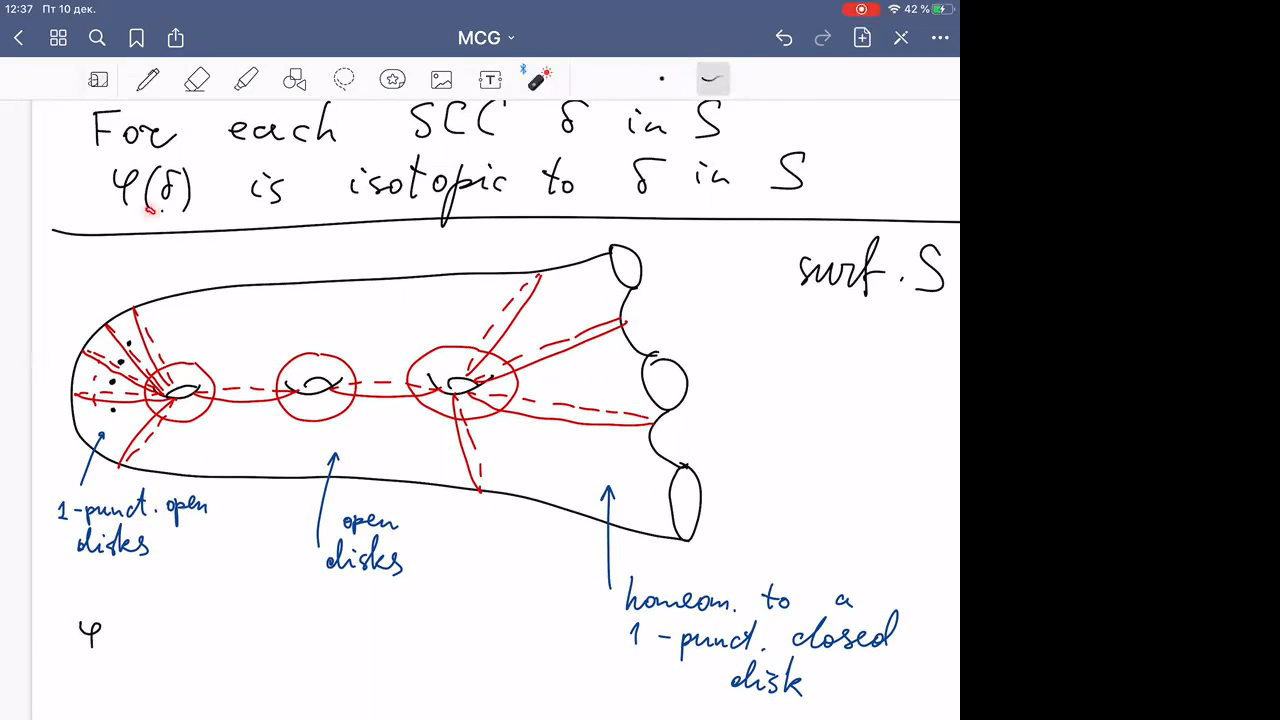 12:37 Пт 10 дек.
42 %
MCG
For each SCC δ in S
φ(δ) is isotopic to δ in S
surf. S
1-punct. open
disks
open
disks
homeom. to a
1-punct. closed
disk
φ